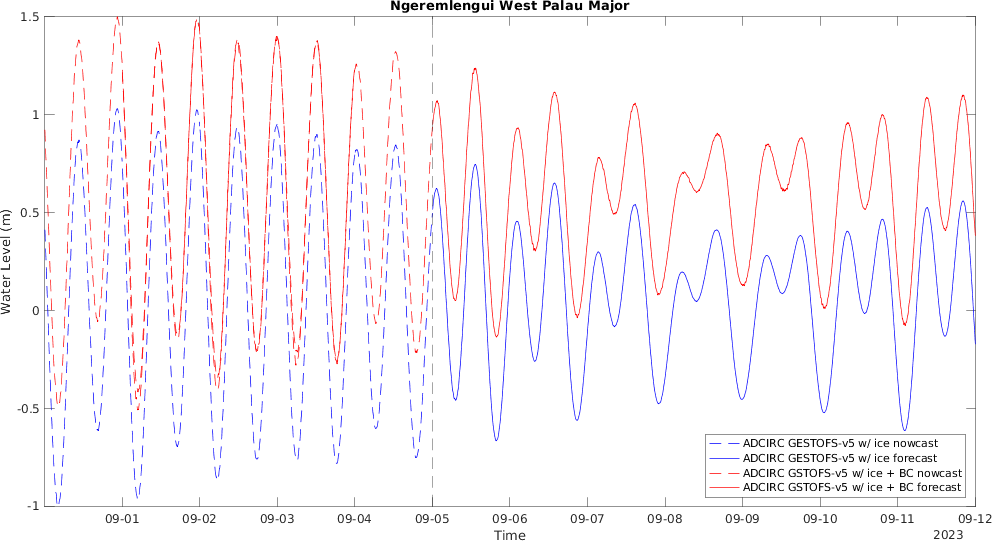 Ngeremlengui West Palau Major
1.5
1
0.5
0
-0.5
-1
Water Level (m)
09-01
09-02
09-03
09-04
09-05
09-06
09-07
09-08
09-09
09-10
09-11
09-12
Time
2023
ADCIRC GESTOFS-v5 w/ ice nowcast
ADCIRC GESTOFS-v5 w/ ice forecast
ADCIRC GSTOFS-v5 w/ ice + BC nowcast
ADCIRC GSTOFS-v5 w/ ice + BC forecast